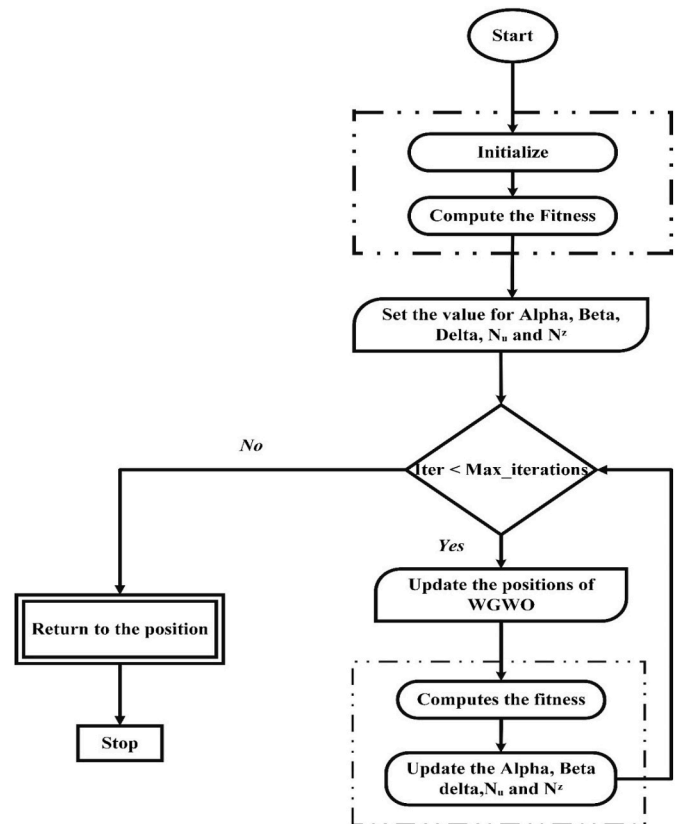 Start
Initialize
Compute the Fitness
Set the value for Alpha, Beta,
Delta, Nᵤ and Nᶻ
Iter < Max_iterations
No
Yes
Update the positions of
WGWO
Return to the position
Computes the fitness
Stop
Update the Alpha, Beta
delta,Nᵤ and Nᶻ